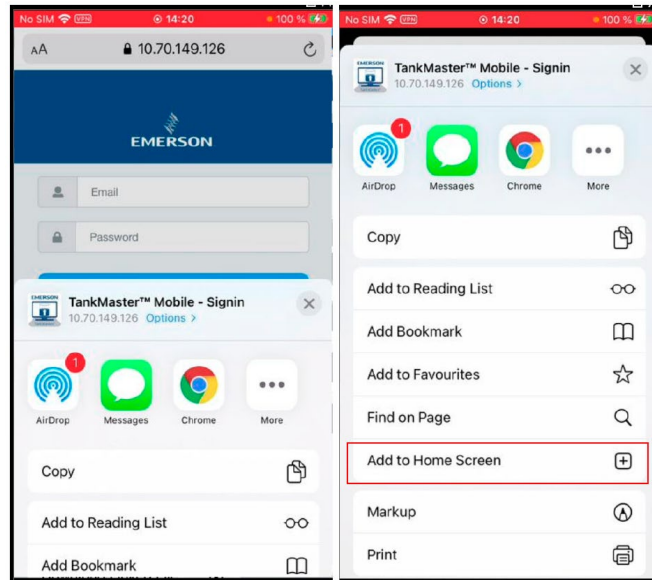 No SIM VPN 14:20 100 %
AA 10.70.149.126
EMERSON
Email
Password
EMERSON
TankMaster™ Mobile - Signin
10.70.149.126 Options >
1
AirDrop Messages Chrome More
Copy
Add to Reading List
Add Bookmark
No SIM VPN 14:20 100 %
EMERSON
TankMaster™ Mobile - Signin
10.70.149.126 Options >
1
AirDrop Messages Chrome More
Copy
Add to Reading List
Add Bookmark
Add to Favourites
Find on Page
Add to Home Screen
Markup
Print